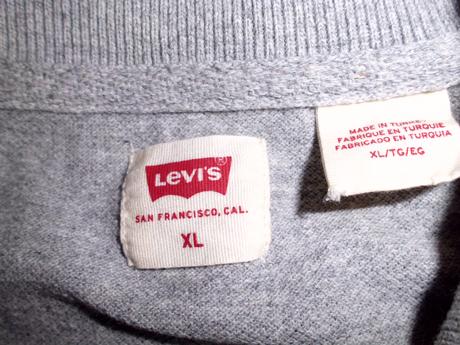 LEVI'S®
SAN FRANCISCO, CAL.
XL
MADE IN TURKEY
FABRIQUE EN TURQUIE
FABRICADO EN TURQUIA
XL/TG/EG